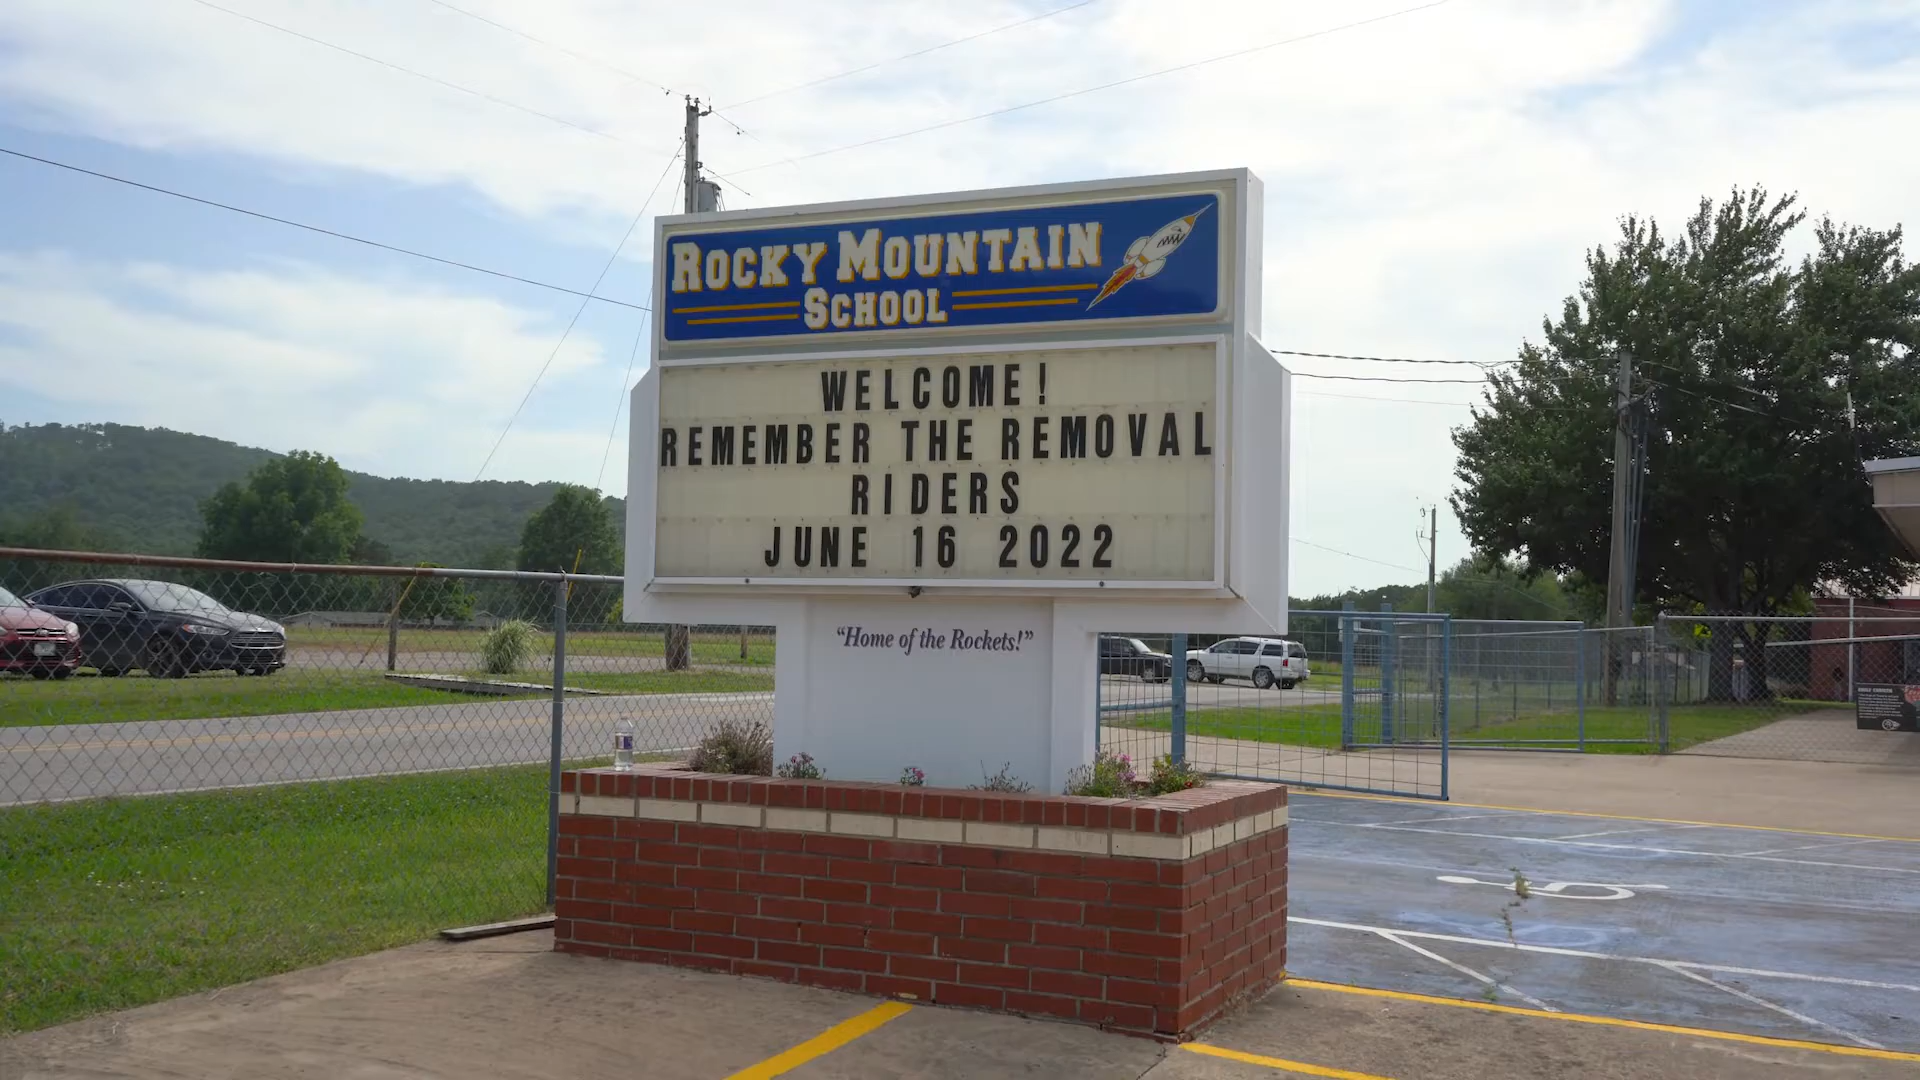 ROCKY MOUNTAIN
SCHOOL
WELCOME!
REMEMBER THE REMOVAL
RIDERS
JUNE 16 2022
“Home of the Rockets!”